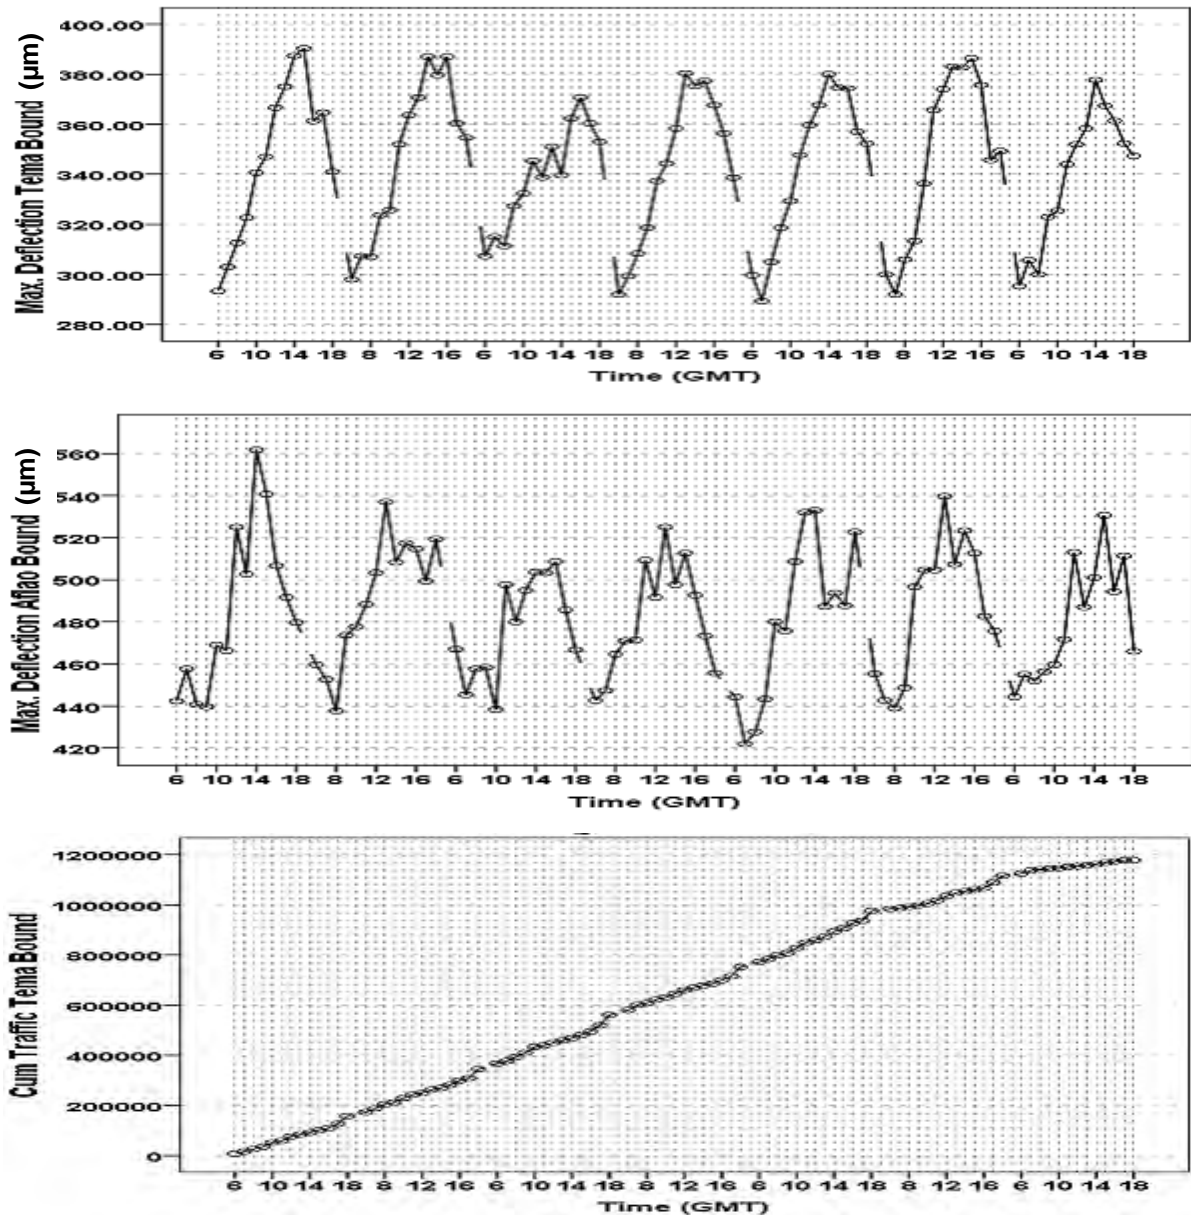 Max. Deflection Tema Bound (μm)
400.00
380.00
360.00
340.00
320.00
300.00
280.00
6 10 14 18 8 12 16 6 10 14 18 8 12 16 6 10 14 18 8 12 16 6 10 14 18
Time (GMT)
Max. Deflection Aflao Bound (μm)
560
540
520
500
480
460
440
420
6 10 14 18 8 12 16 6 10 14 18 8 12 16 6 10 14 18 8 12 16 6 10 14 18
Time (GMT)
Cum Traffic Tema Bound
1200000
1000000
800000
600000
400000
200000
0
6 10 14 18 8 12 16 6 10 14 18 8 12 16 6 10 14 18 8 12 16 6 10 14 18
Time (GMT)